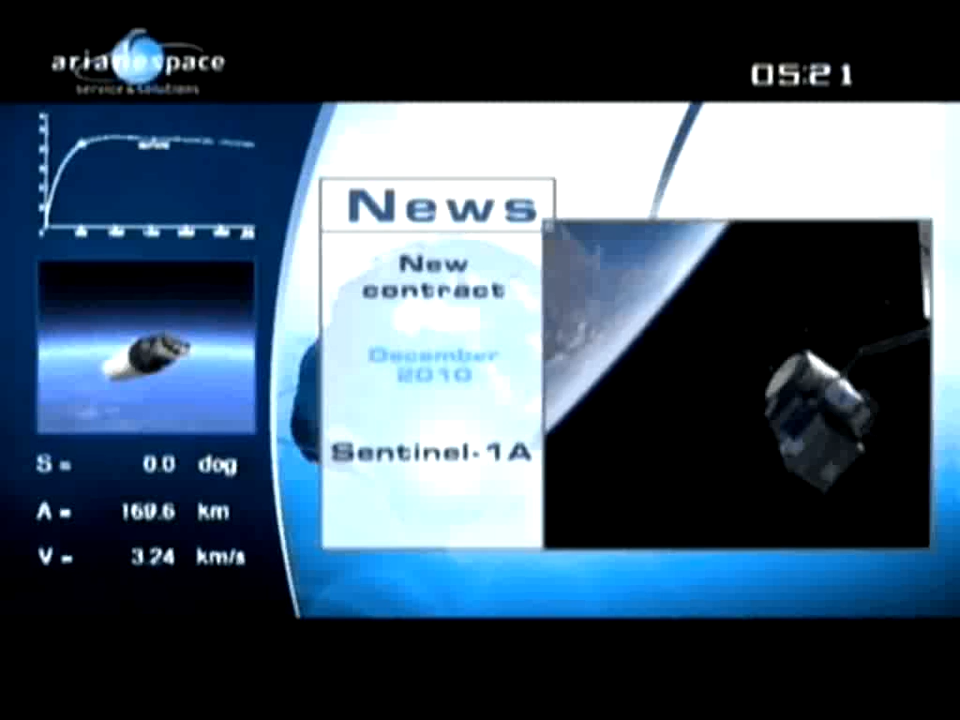 arianespace
service & solutions
05:21
News
New
contract
December
2010
Sentinel-1A
S = 0.0 deg
A = 169.6 km
V = 3.24 km/s